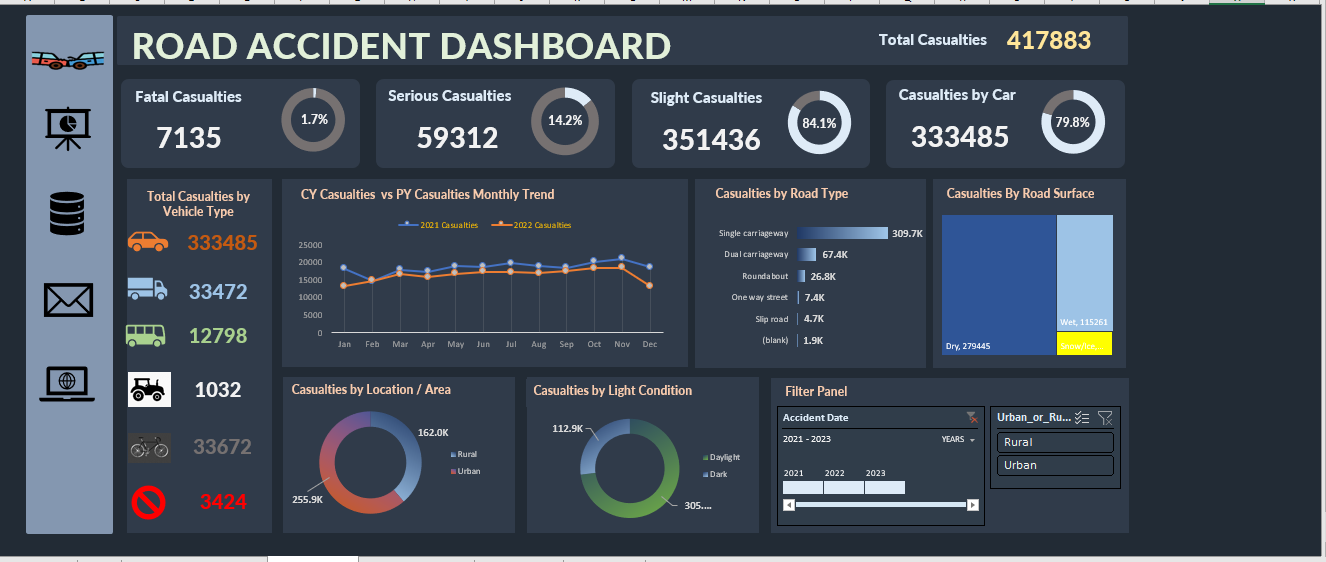 ROAD ACCIDENT DASHBOARD
Total Casualties 417883
Fatal Casualties
7135
1.7%
Serious Casualties
59312
14.2%
Slight Casualties
351436
84.1%
Casualties by Car
333485
79.8%
Total Casualties by
Vehicle Type
333485
33472
12798
1032
33672
3424
CY Casualties vs PY Casualties Monthly Trend
2021 Casualties 2022 Casualties
25000
20000
15000
10000
5000
0
Jan Feb Mar Apr May Jun Jul Aug Sep Oct Nov Dec
Casualties by Road Type
Single carriageway 309.7K
Dual carriageway 67.4K
Roundabout 26.8K
One way street 7.4K
Slip road 4.7K
(blank) 1.9K
Casualties By Road Surface
Dry, 279445
Wet, 115261
Casualties by Location / Area
162.0K
255.9K
Rural
Urban
Casualties by Light Condition
112.9K
305....
Daylight
Dark
Filter Panel
Accident Date
2021 - 2023 YEARS
2021 2022 2023
Urban_or_Ru...
Rural
Urban